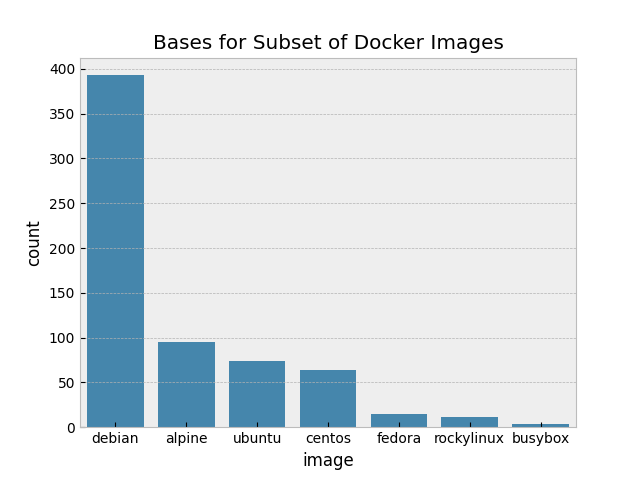 Bases for Subset of Docker Images
400
350
300
250
200
150
100
50
0
count
debian alpine ubuntu centos fedora rockylinux busybox
image